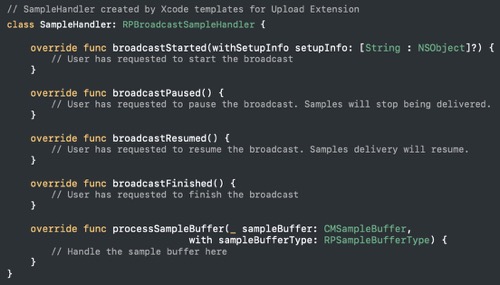 // SampleHandler created by Xcode templates for Upload Extension
class SampleHandler: RPBroadcastSampleHandler {
override func broadcastStarted(withSetupInfo setupInfo: [String : NSObject]?) {
// User has requested to start the broadcast
}
override func broadcastPaused() {
// User has requested to pause the broadcast. Samples will stop being delivered.
}
override func broadcastResumed() {
// User has requested to resume the broadcast. Samples delivery will resume.
}
override func broadcastFinished() {
// User has requested to finish the broadcast
}
override func processSampleBuffer(_ sampleBuffer: CMSampleBuffer,
with sampleBufferType: RPSampleBufferType) {
// Handle the sample buffer here
}
}